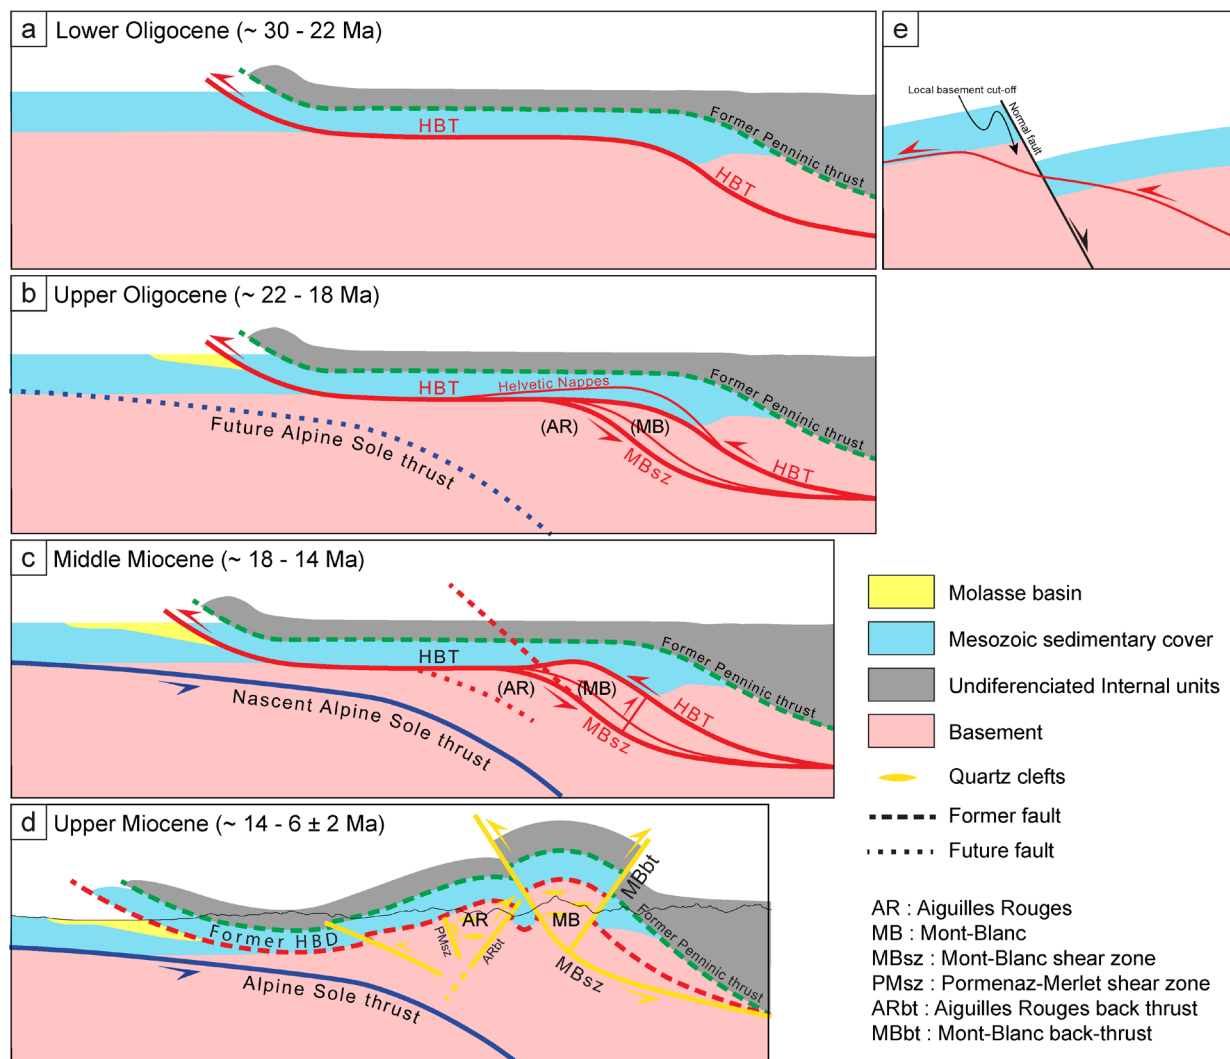 a Lower Oligocene (~ 30 - 22 Ma)
HBT
Former Penninic thrust
HBT
e
Local basement cut-off
Normal fault
b Upper Oligocene (~ 22 - 18 Ma)
HBT
Helvetic Nappes
Former Penninic thrust
(AR)
(MB)
MBsz
HBT
Future Alpine Sole thrust
c Middle Miocene (~ 18 - 14 Ma)
HBT
Former Penninic thrust
(AR)
(MB)
MBsz
HBT
Nascent Alpine Sole thrust
d Upper Miocene (~ 14 - 6 ± 2 Ma)
MBbt
Former HBD
AR
MB
PMsz
ARbt
MBsz
Former Penninic thrust
Alpine Sole thrust
Molasse basin
Mesozoic sedimentary cover
Undiferenciated Internal units
Basement
Quartz clefts
Former fault
Future fault
AR : Aiguilles Rouges
MB : Mont-Blanc
MBsz : Mont-Blanc shear zone
PMsz : Pormenaz-Merlet shear zone
ARbt : Aiguilles Rouges back thrust
MBbt : Mont-Blanc back-thrust